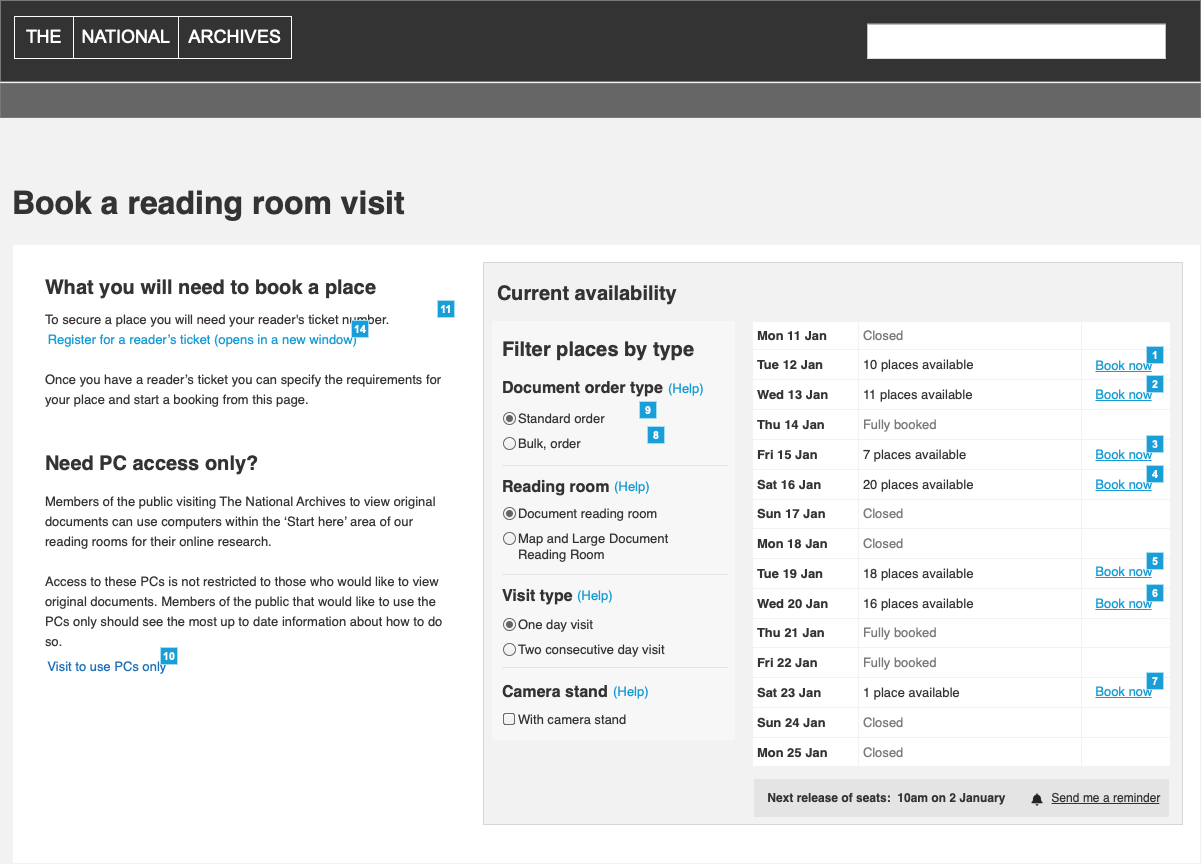 THE NATIONAL ARCHIVES
Book a reading room visit
What you will need to book a place
11
To secure a place you will need your reader's ticket number.
14
Register for a reader's ticket (opens in a new window)
Once you have a reader's ticket you can specify the requirements for
your place and start a booking from this page.
Need PC access only?
Members of the public visiting The National Archives to view original
documents can use computers within the 'Start here' area of our
reading rooms for their online research.
Access to these PCs is not restricted to those who would like to view
original documents. Members of the public that would like to use the
PCs only should see the most up to date information about how to do
so.
10
Visit to use PCs only
Current availability
Filter places by type
Document order type (Help)
9
Standard order
8
Bulk, order
Reading room (Help)
Document reading room
Map and Large Document
Reading Room
Visit type (Help)
One day visit
Two consecutive day visit
Camera stand (Help)
With camera stand
Mon 11 Jan Closed
Tue 12 Jan 10 places available Book now 1
Wed 13 Jan 11 places available Book now 2
Thu 14 Jan Fully booked
Fri 15 Jan 7 places available Book now 3
Sat 16 Jan 20 places available Book now 4
Sun 17 Jan Closed
Mon 18 Jan Closed
Tue 19 Jan 18 places available Book now 5
Wed 20 Jan 16 places available Book now 6
Thu 21 Jan Fully booked
Fri 22 Jan Fully booked
Sat 23 Jan 1 place available Book now 7
Sun 24 Jan Closed
Mon 25 Jan Closed
Next release of seats: 10am on 2 January Send me a reminder